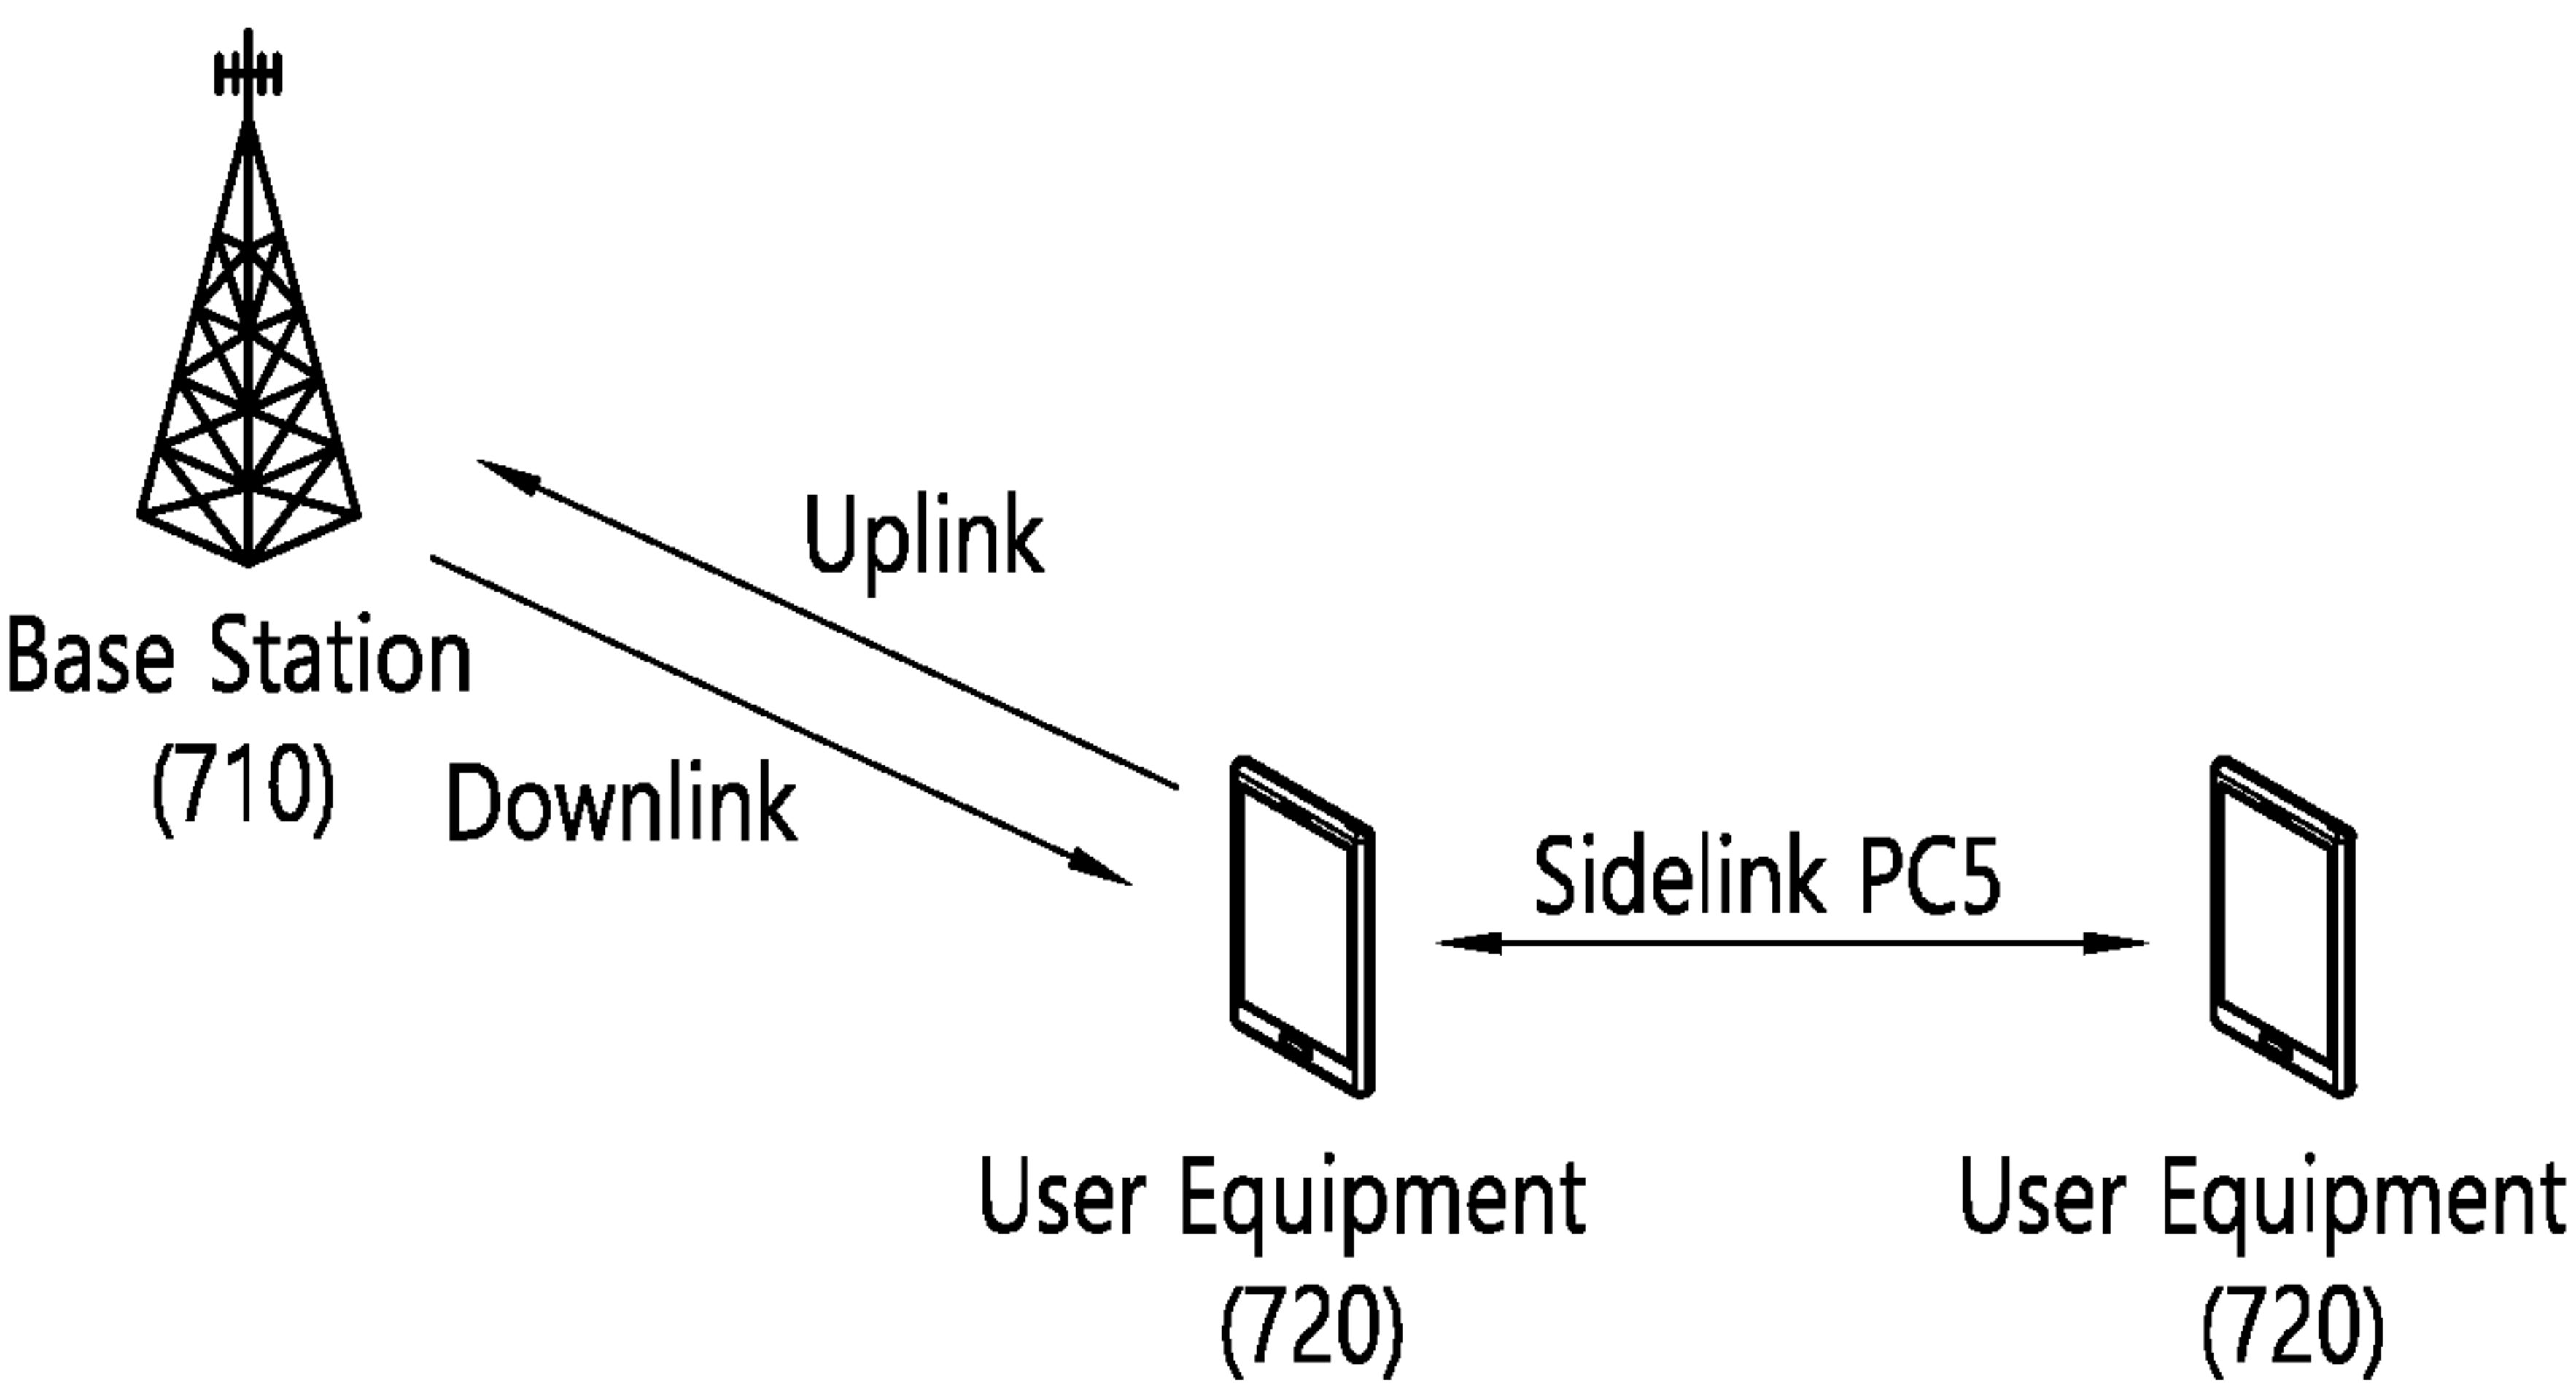 Uplink
Base Station
(710)
Downlink
Sidelink PC5
User Equipment
(720)
User Equipment
(720)